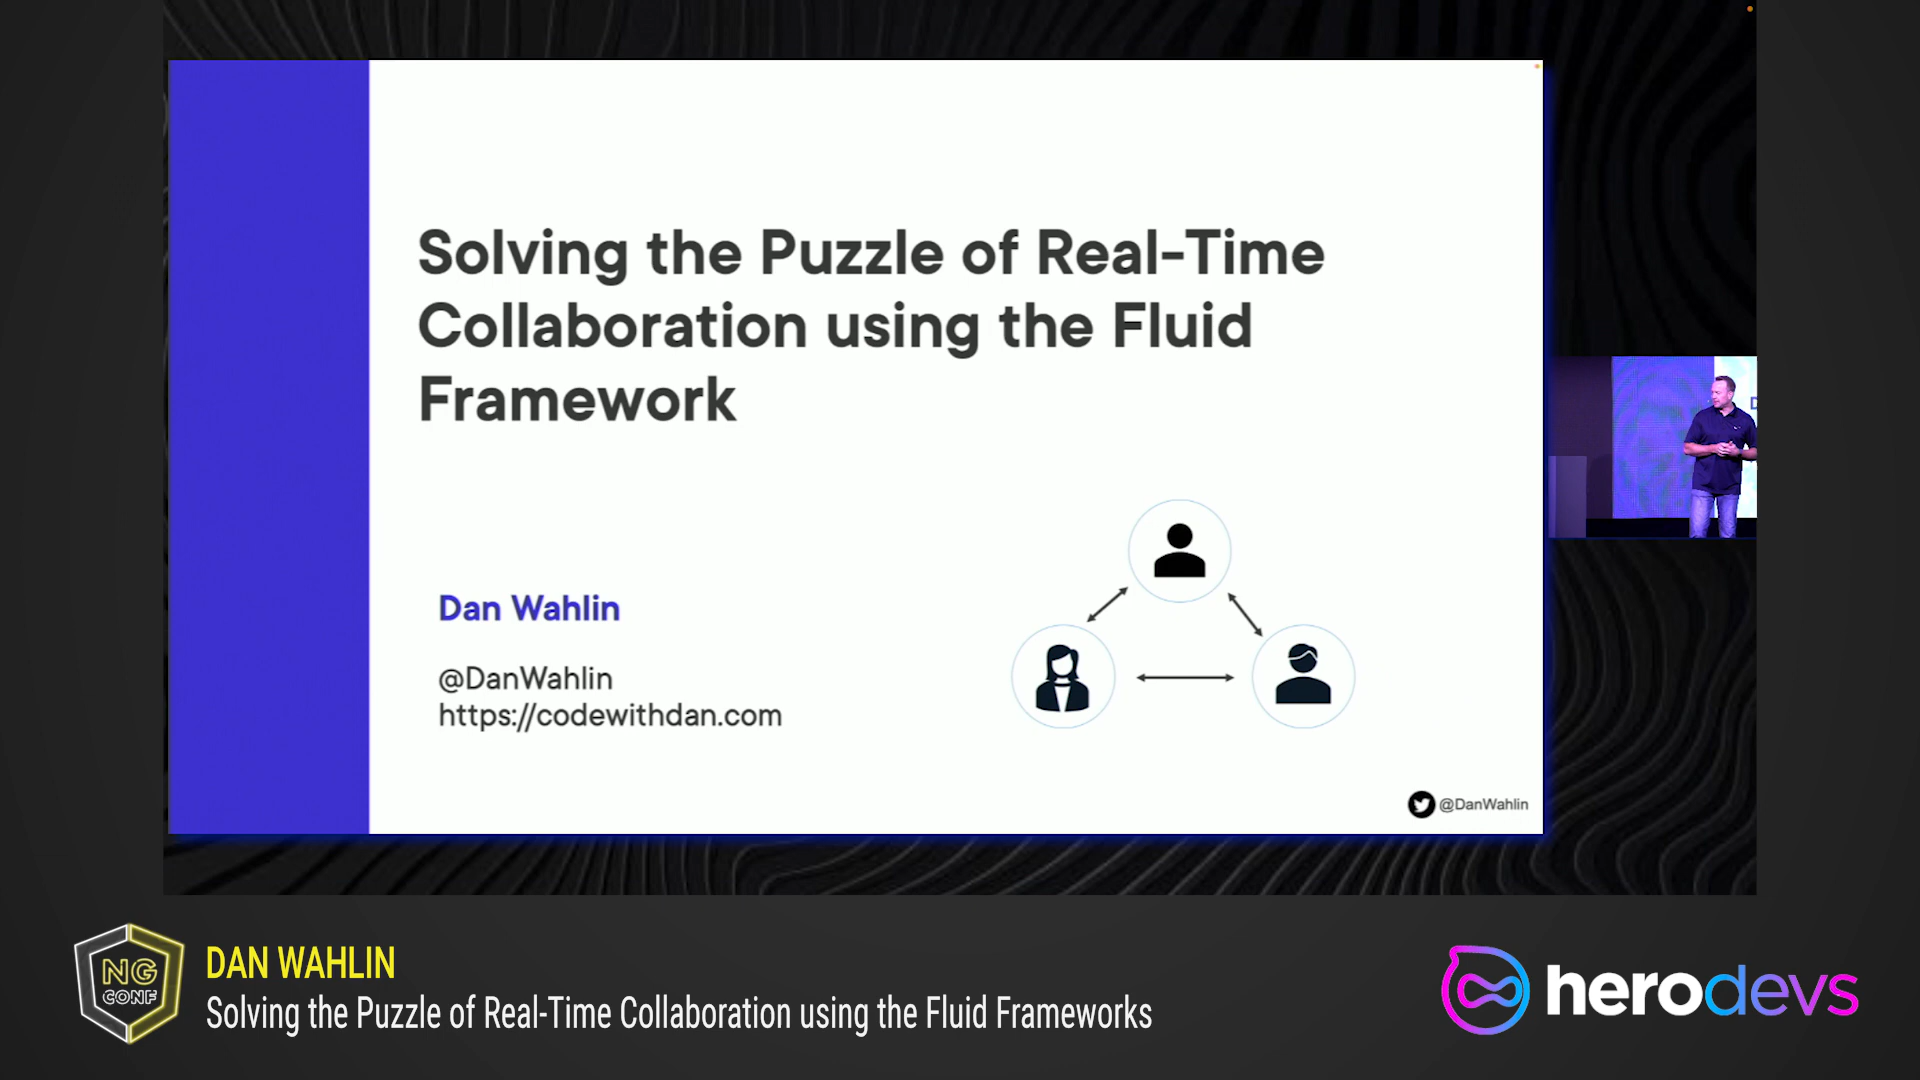 Solving the Puzzle of Real-Time
Collaboration using the Fluid
Framework
Dan Wahlin
@DanWahlin
https://codewithdan.com
@DanWahlin
D
NG
CONF
DAN WAHLIN
Solving the Puzzle of Real-Time Collaboration using the Fluid Frameworks
herodevs